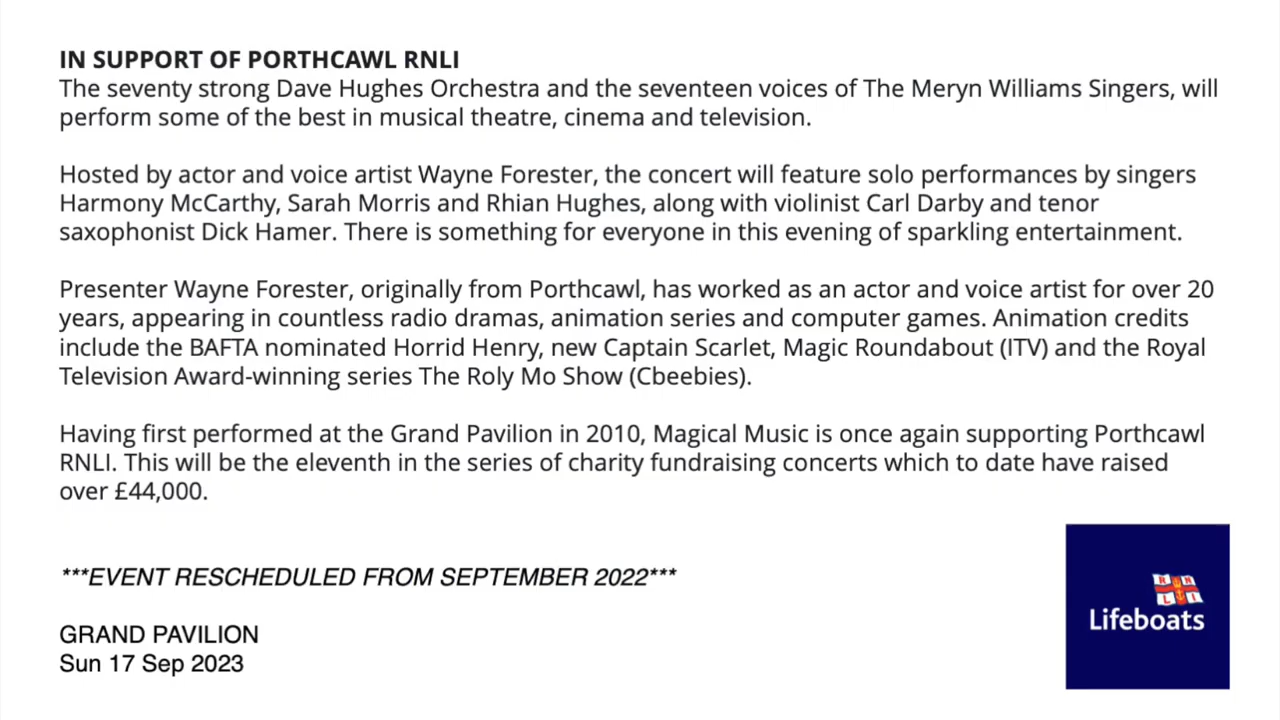 IN SUPPORT OF PORTHCAWL RNLI
The seventy strong Dave Hughes Orchestra and the seventeen voices of The Meryn Williams Singers, will
perform some of the best in musical theatre, cinema and television.
Hosted by actor and voice artist Wayne Forester, the concert will feature solo performances by singers
Harmony McCarthy, Sarah Morris and Rhian Hughes, along with violinist Carl Darby and tenor
saxophonist Dick Hamer. There is something for everyone in this evening of sparkling entertainment.
Presenter Wayne Forester, originally from Porthcawl, has worked as an actor and voice artist for over 20
years, appearing in countless radio dramas, animation series and computer games. Animation credits
include the BAFTA nominated Horrid Henry, new Captain Scarlet, Magic Roundabout (ITV) and the Royal
Television Award-winning series The Roly Mo Show (Cbeebies).
Having first performed at the Grand Pavilion in 2010, Magical Music is once again supporting Porthcawl
RNLI. This will be the eleventh in the series of charity fundraising concerts which to date have raised
over £44,000.
***EVENT RESCHEDULED FROM SEPTEMBER 2022***
GRAND PAVILION
Sun 17 Sep 2023
R N
L I
Lifeboats